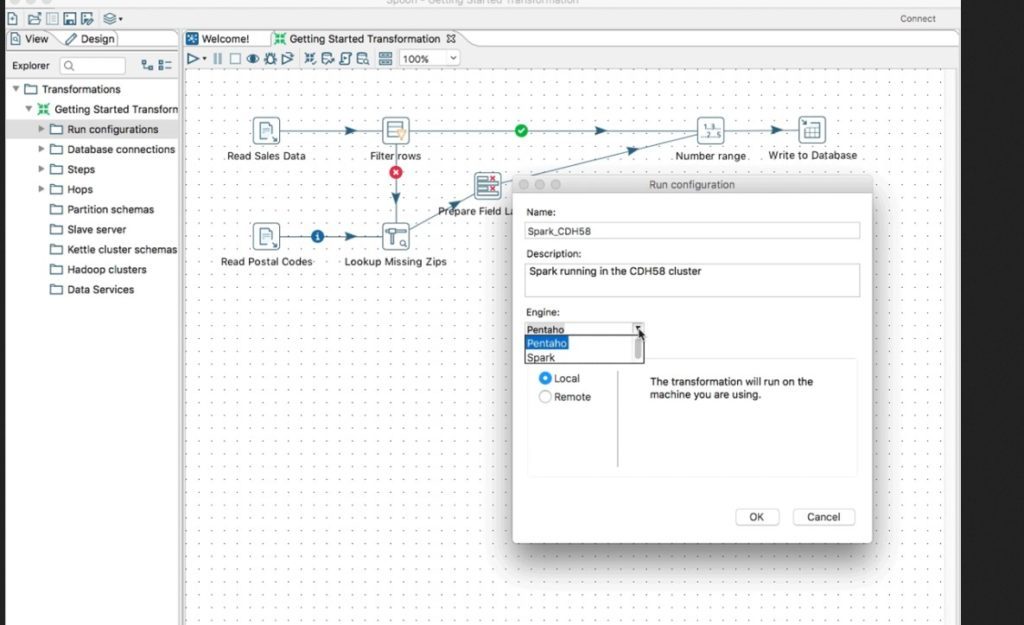 Spoon - Getting Started Transformation
Connect
View
Design
Welcome!
Getting Started Transformation
Explorer
100%
Transformations
Getting Started Transform
Run configurations
Database connections
Steps
Hops
Partition schemas
Slave server
Kettle cluster schemas
Hadoop clusters
Data Services
Read Sales Data
Filter rows
Number range
Write to Database
Prepare Field La
Read Postal Codes
Lookup Missing Zips
Run configuration
Name:
Spark_CDH58
Description:
Spark running in the CDH58 cluster
Engine:
Pentaho
Pentaho
Spark
Local
Remote
The transformation will run on the
machine you are using.
OK
Cancel